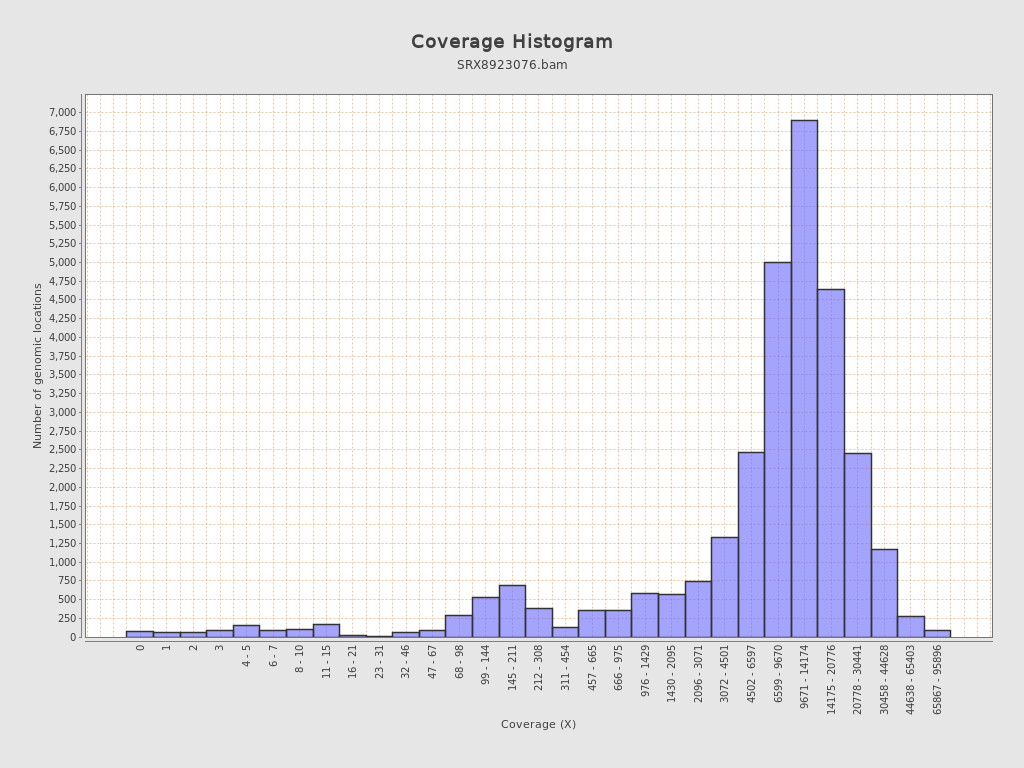 Coverage Histogram
SRX8923076.bam
Number of genomic locations
7,000
6,750
6,500
6,250
6,000
5,750
5,500
5,250
5,000
4,750
4,500
4,250
4,000
3,750
3,500
3,250
3,000
2,750
2,500
2,250
2,000
1,750
1,500
1,250
1,000
750
500
250
0
0
1
2
3
4 - 5
6 - 7
8 - 10
11 - 15
16 - 21
23 - 31
32 - 46
47 - 67
68 - 98
99 - 144
145 - 211
212 - 308
311 - 454
457 - 665
666 - 975
976 - 1429
1430 - 2095
2096 - 3071
3072 - 4501
4502 - 6597
6599 - 9670
9671 - 14174
14175 - 20776
20778 - 30441
30458 - 44628
44638 - 65403
65867 - 95896
Coverage (X)